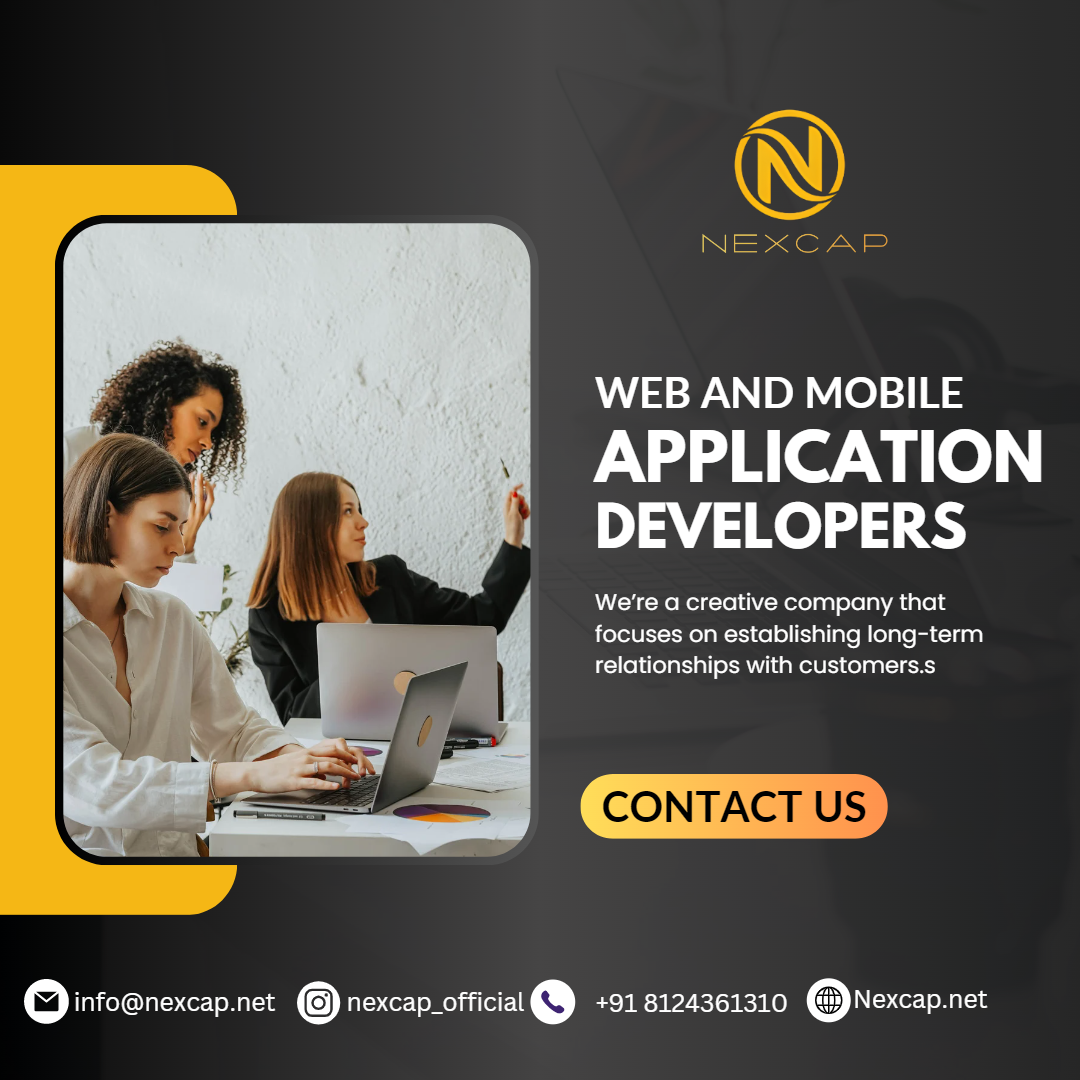 NEXCAP
WEB AND MOBILE
APPLICATION
DEVELOPERS
We’re a creative company that
focuses on establishing long-term
relationships with customers.s
CONTACT US
info@nexcap.net
nexcap_official
+91 8124361310
Nexcap.net